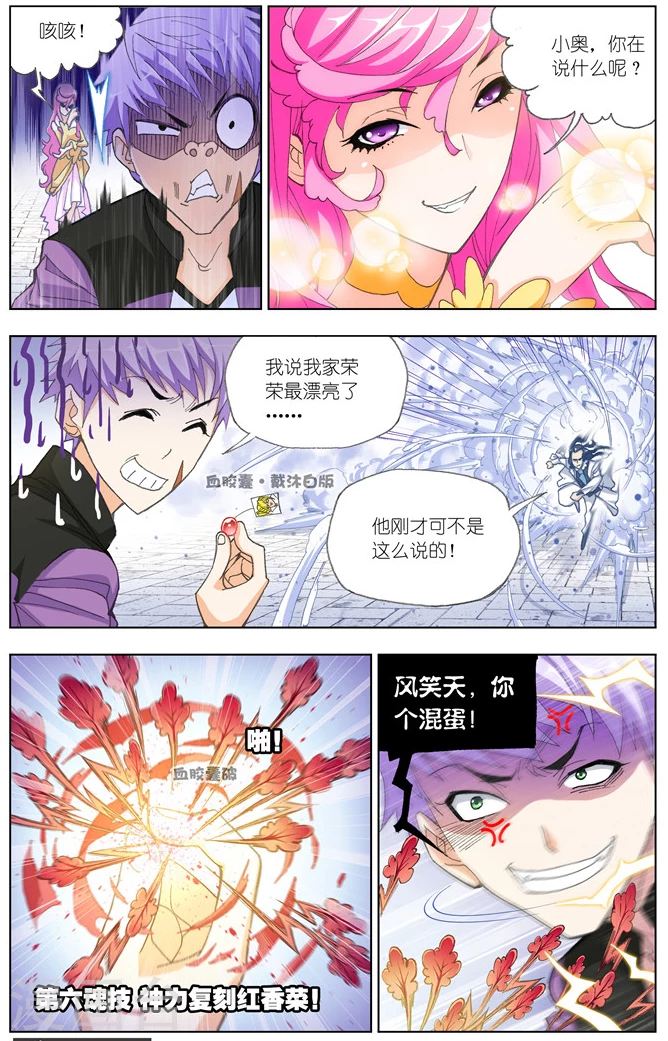 咳咳！
小奥，你在
说什么呢？
我说我家荣
荣最漂亮了
……
血胶囊·戴沐白版
他刚才可不是
这么说的！
啪！
血胶囊破
第六魂技 神力复刻红香菜！
风笑天，你
个混蛋！